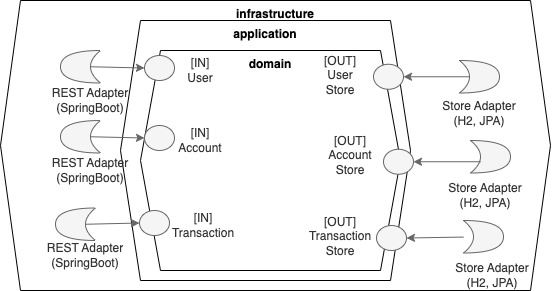 infrastructure
application
domain
REST Adapter
(SpringBoot)
[IN]
User
[OUT]
User
Store
Store Adapter
(H2, JPA)
REST Adapter
(SpringBoot)
[IN]
Account
[OUT]
Account
Store
Store Adapter
(H2, JPA)
REST Adapter
(SpringBoot)
[IN]
Transaction
[OUT]
Transaction
Store
Store Adapter
(H2, JPA)